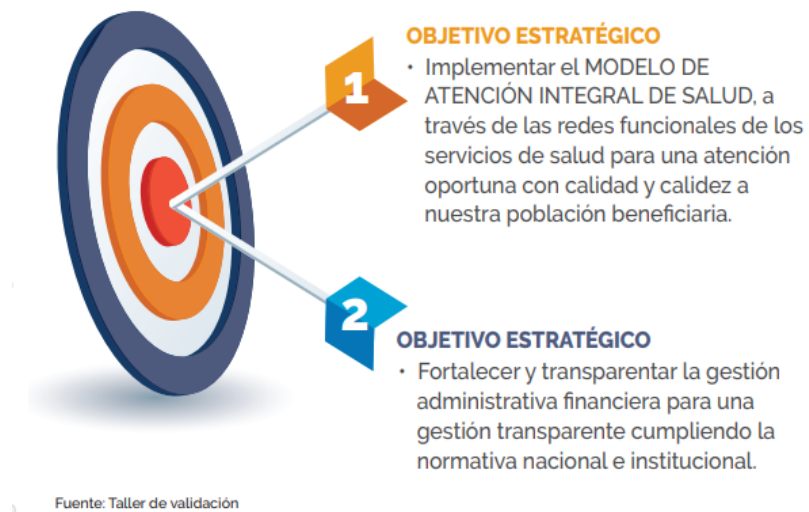 1
OBJETIVO ESTRATÉGICO
• Implementar el MODELO DE
ATENCIÓN INTEGRAL DE SALUD, a
través de las redes funcionales de los
servicios de salud para una atención
oportuna con calidad y calidez a
nuestra población beneficiaria.
2
OBJETIVO ESTRATÉGICO
• Fortalecer y transparentar la gestión
administrativa financiera para una
gestión transparente cumpliendo la
normativa nacional e institucional.
Fuente: Taller de validación